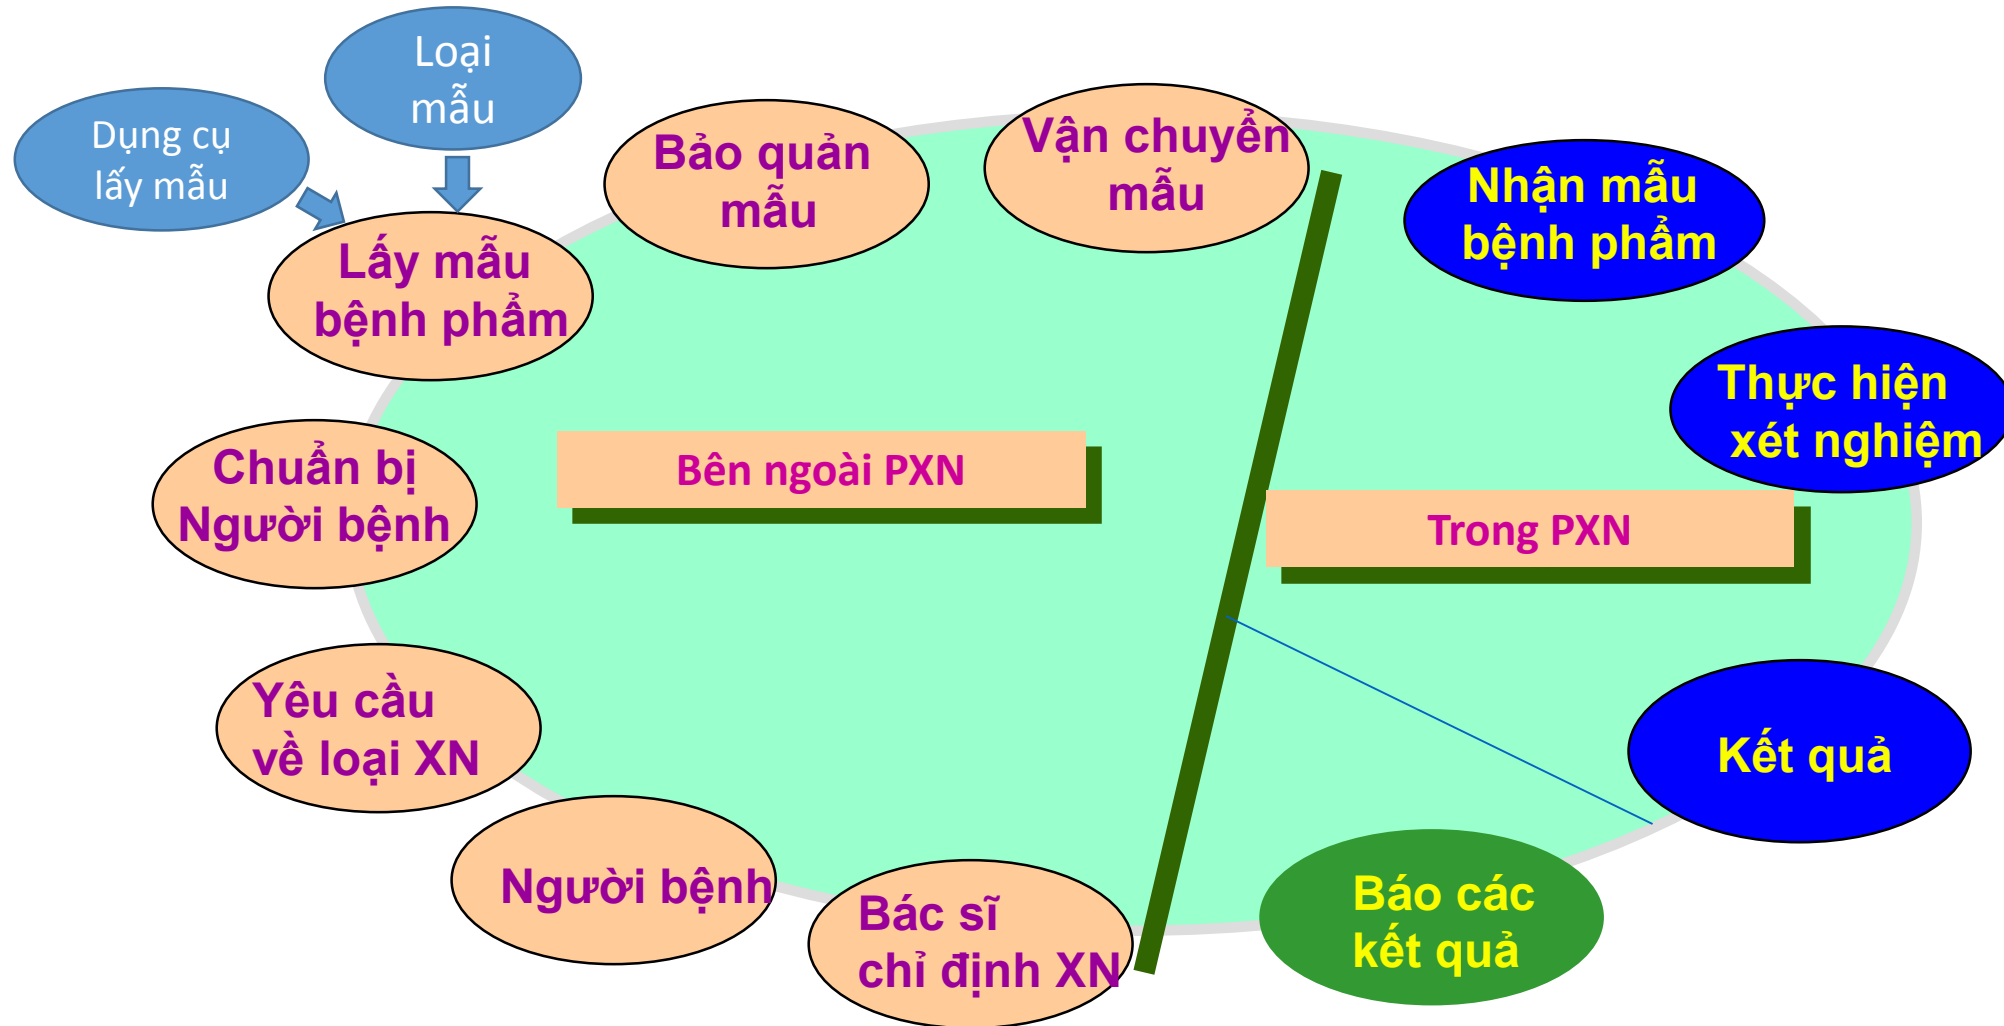 Loại
mẫu
Dụng cụ
lấy mẫu
Bảo quản
mẫu
Vận chuyển
mẫu
Nhận mẫu
bệnh phẩm
Lấy mẫu
bệnh phẩm
Thực hiện
xét nghiệm
Chuẩn bị
Người bệnh
Bên ngoài PXN
Trong PXN
Yêu cầu
về loại XN
Kết quả
Người bệnh
Bác sĩ
chỉ định XN
Báo các
kết quả